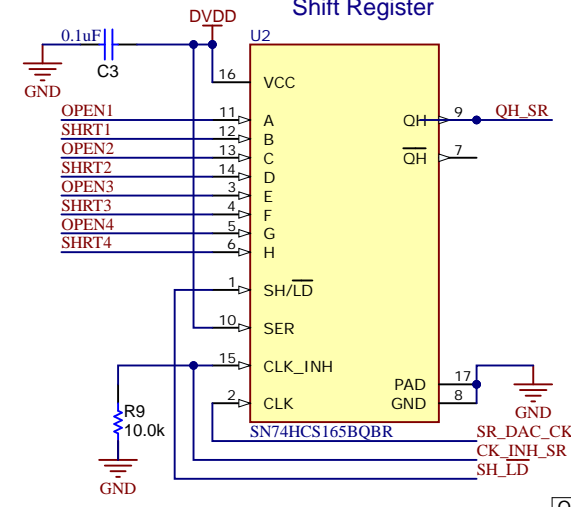 Shift Register
DVDD
0.1uF
U2
C3
GND
16 VCC
OPEN1 11 A
QH 9 QH_SR
SHRT1 12 B
OPEN2 13 C
QH 7
SHRT2 14 D
OPEN3 3 E
SHRT3 4 F
OPEN4 5 G
SHRT4 6 H
1 SH/LD
10 SER
15 CLK_INH
PAD 17
2 CLK
GND 8
R9
10.0k
GND
SN74HCS165BQBR
SR_DAC_CK
CK_INH_SR
SH_LD
GND